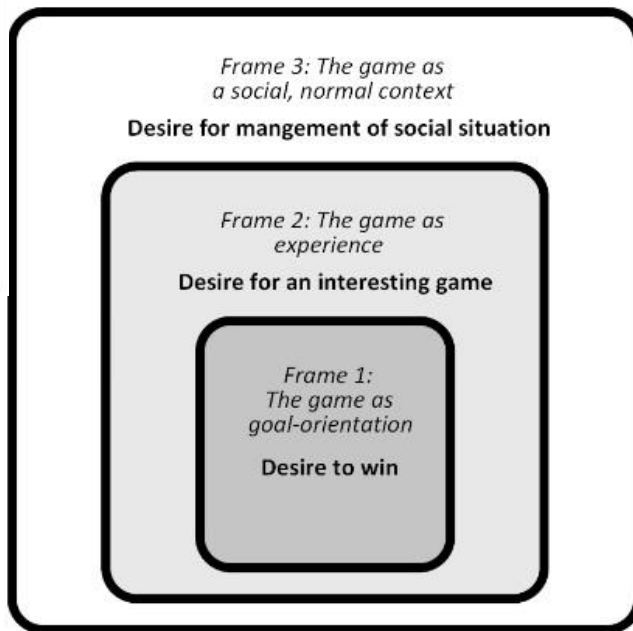 Frame 3: The game as
a social, normal context
Desire for mangement of social situation
Frame 2: The game as
experience
Desire for an interesting game
Frame 1:
The game as
goal-orientation
Desire to win